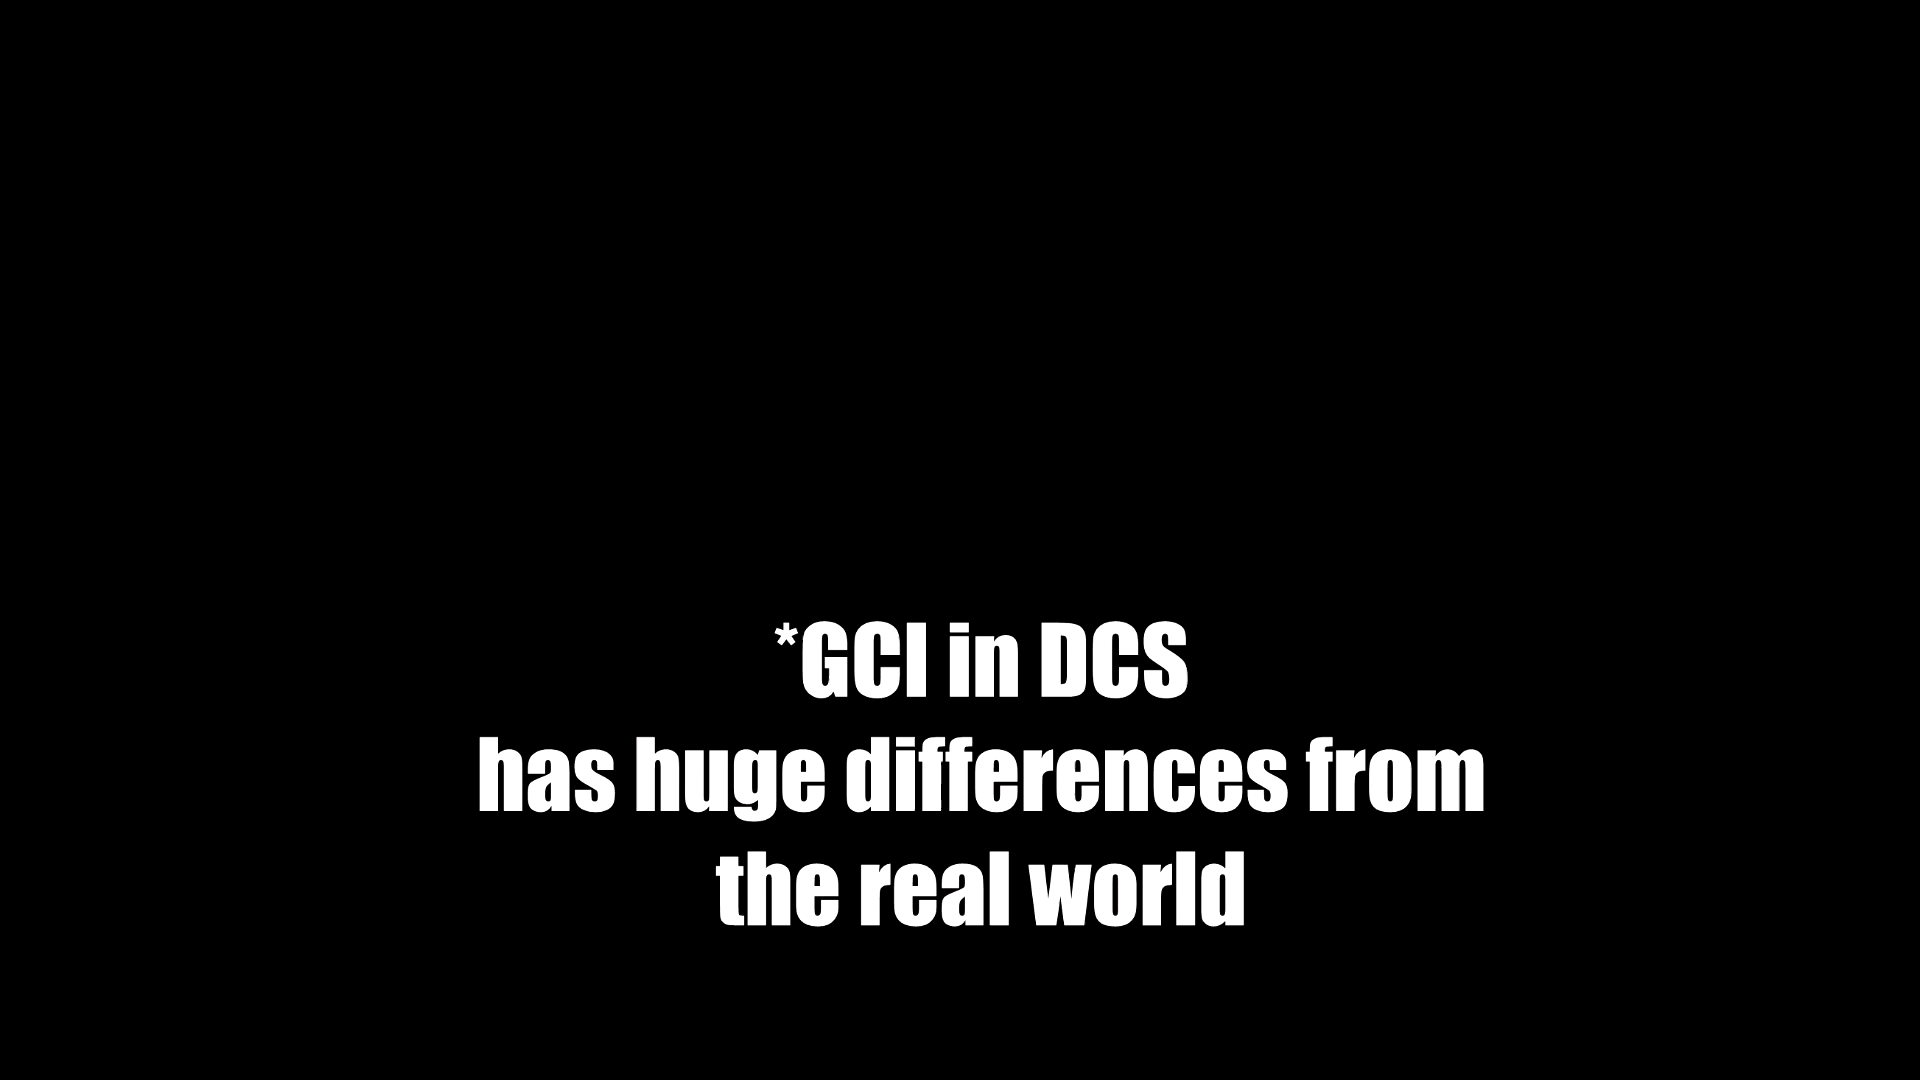 *GCI in DCS
has huge differences from
the real world